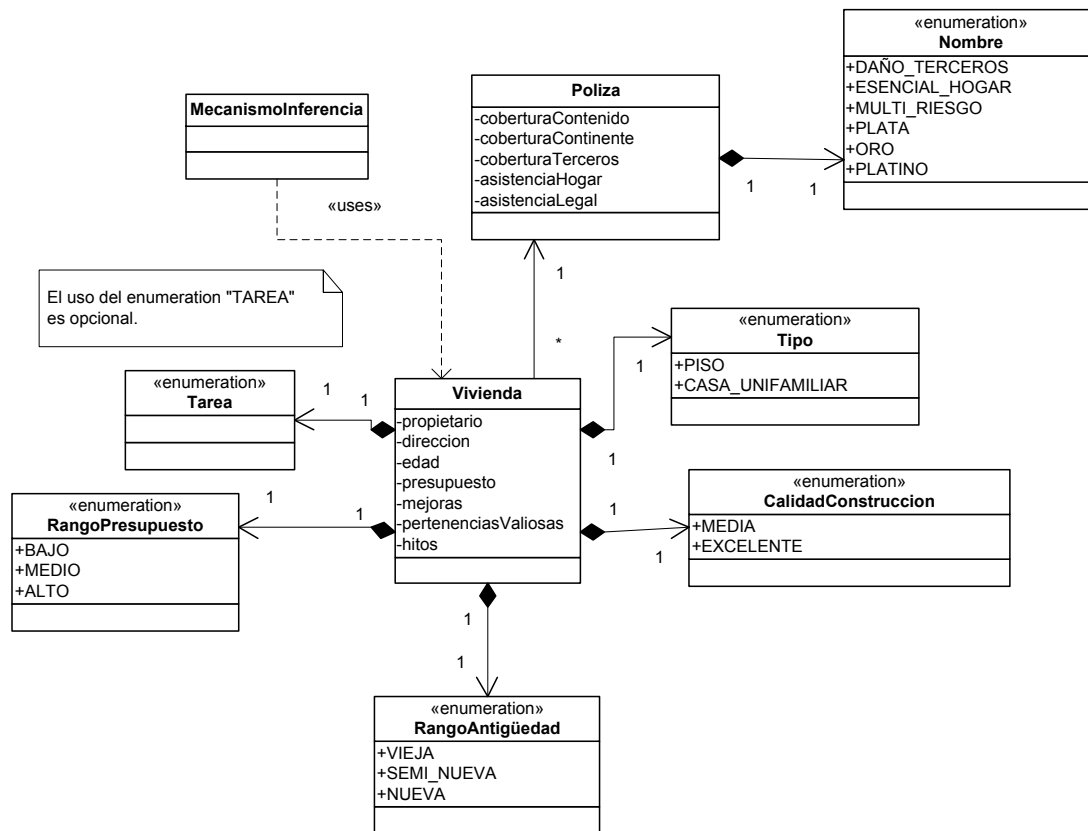 «enumeration»
Nombre
+DAÑO_TERCEROS
+ESENCIAL_HOGAR
+MULTI_RIESGO
+PLATA
+ORO
+PLATINO
Poliza
-coberturaContenido
-coberturaContinente
-coberturaTerceros
-asistenciaHogar
-asistenciaLegal
1
1
MecanismoInferencia
«uses»
El uso del enumeration "TAREA"
es opcional.
1
*
«enumeration»
Tipo
+PISO
+CASA_UNIFAMILIAR
1
1
«enumeration»
Tarea
1
1
Vivienda
-propietario
-direccion
-edad
-presupuesto
-mejoras
-pertenenciasValiosas
-hitos
«enumeration»
CalidadConstruccion
+MEDIA
+EXCELENTE
1
1
«enumeration»
RangoPresupuesto
+BAJO
+MEDIO
+ALTO
1
1
1
1
«enumeration»
RangoAntigüedad
+VIEJA
+SEMI_NUEVA
+NUEVA